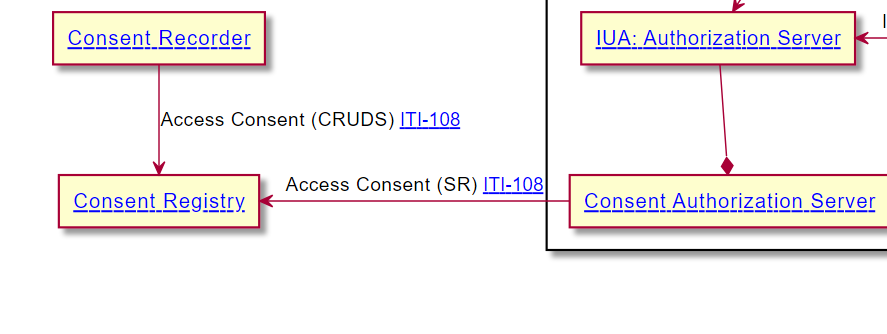 Consent Recorder
IUA: Authorization Server
Access Consent (CRUDS) ITI-108
Access Consent (SR) ITI-108
Consent Registry
Consent Authorization Server